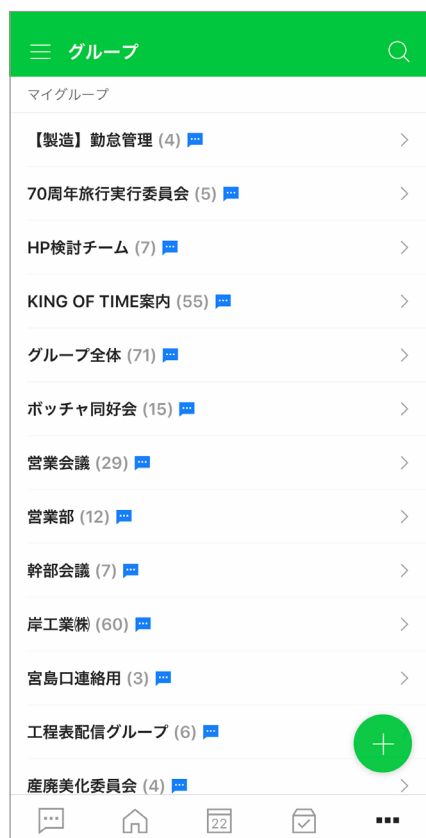 グループ
マイグループ
【製造】勤怠管理 (4)
70周年旅行実行委員会 (5)
HP検討チーム (7)
KING OF TIME案内 (55)
グループ全体 (71)
ボッチャ同好会 (15)
営業会議 (29)
営業部 (12)
幹部会議 (7)
岸工業㈱ (60)
宮島口連絡用 (3)
工程表配信グループ (6)
産廃美化委員会 (4)
22